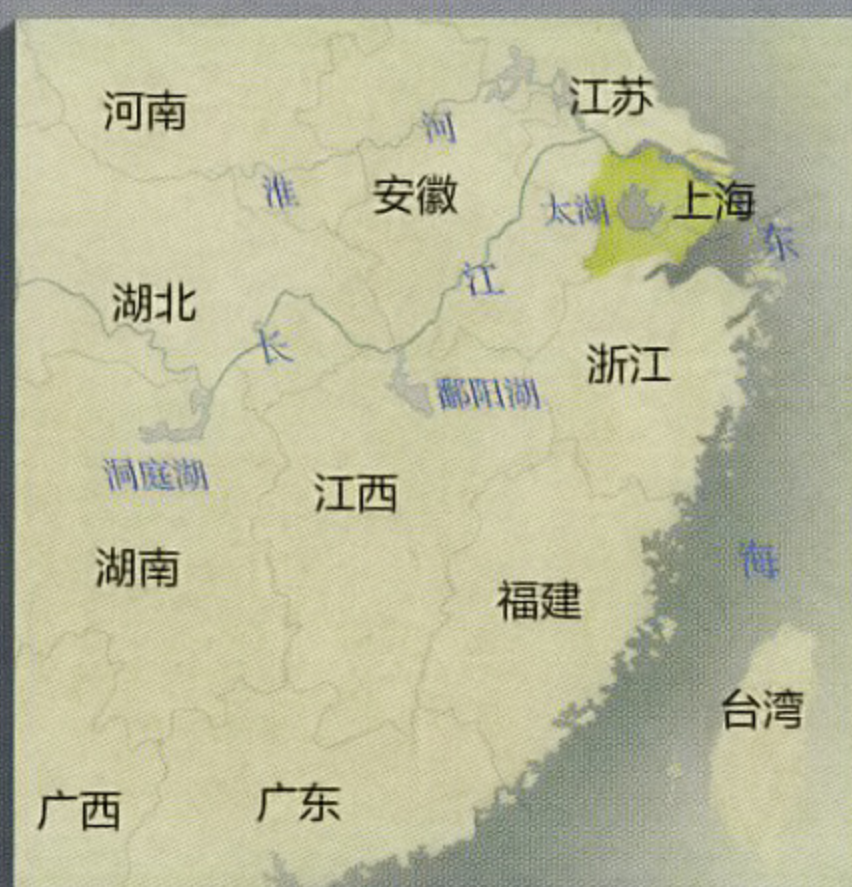 江苏
河南
河
淮
安徽
太湖
上海
东
江
湖北
长
浙江
鄱阳湖
洞庭湖
江西
海
湖南
福建
台湾
广西
广东